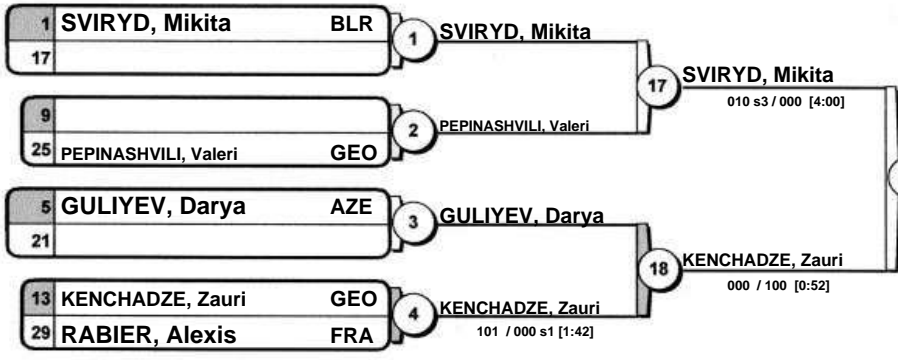 1 SVIRYD, Mikita BLR
17
1
SVIRYD, Mikita
9
25 PEPINASHVILI, Valeri GEO
2
PEPINASHVILI, Valeri
17
SVIRYD, Mikita
010 s3 / 000 [4:00]
5 GULIYEV, Darya AZE
21
3
GULIYEV, Darya
13 KENCHADZE, Zauri GEO
29 RABIER, Alexis FRA
4
KENCHADZE, Zauri
101 / 000 s1 [1:42]
18
KENCHADZE, Zauri
000 / 100 [0:52]